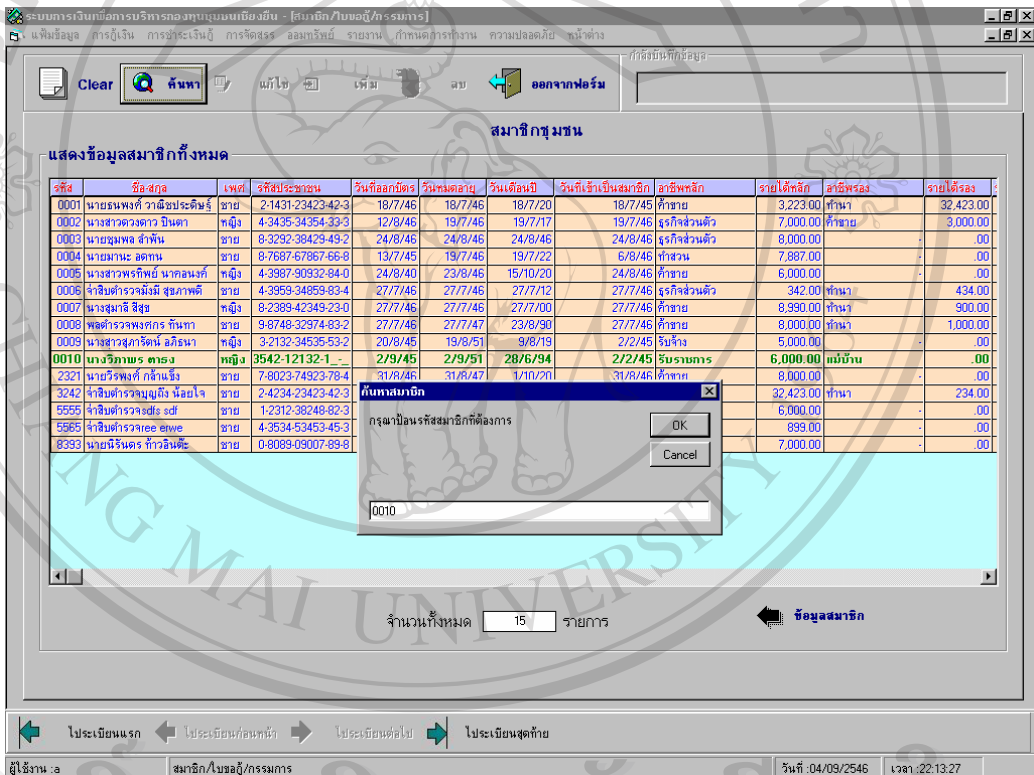 ระบบการเงินเพื่อการบริหารกองทุนชุมชนเชียงยืน - [สมาชิก/ใบขอกู้/กรรมการ]
แฟ้มข้อมูล การกู้เงิน การชำระเงินกู้ การจัดสรร ออมทรัพย์ รายงาน กำหนดการทำงาน ความปลอดภัย หน้าต่าง
กำลังบันทึกข้อมูล
Clear ค้นหา แก้ไข เพิ่ม ลบ ออกจากฟอร์ม
สมาชิกชุมชน
แสดงข้อมูลสมาชิกทั้งหมด
รหัส ชื่อ-สกุล เพศ รหัสประชาชน วันที่ออกบัตร วันหมดอายุ วันเดือนปี วันที่เข้าเป็นสมาชิก อาชีพหลัก รายได้หลัก อาชีพรอง รายได้รอง
0001 นายธนพงศ์ วาณิชประดิษฐ์ ชาย 2-1431-23423-42-3 18/7/46 18/7/46 18/7/20 18/7/45 ค้าขาย 3,223.00 ทำนา 32,423.00
0002 นางสาวดวงดาว ปินตา หญิง 4-3435-34354-33-3 12/8/46 19/7/46 19/7/17 19/7/46 ธุรกิจส่วนตัว 7,000.00 ค้าขาย 3,000.00
0003 นายชุมพล ลำพัน ชาย 8-3292-38429-49-2 24/8/46 24/8/46 24/8/46 24/8/46 ธุรกิจส่วนตัว 8,000.00 - .00
0004 นายมานะ อดทน ชาย 8-7687-67867-66-8 13/7/45 19/7/46 19/7/22 6/8/46 ทำสวน 7,887.00 - .00
0005 นางสาวพรทิพย์ นาคอนงค์ หญิง 4-3987-90932-84-0 24/8/40 23/8/46 15/10/20 24/8/46 ค้าขาย 6,000.00 - .00
0006 จ่าสิบตำรวจมั่งมี สุขภาพดี ชาย 4-3959-34859-83-4 27/7/46 27/7/46 27/7/12 27/7/46 ธุรกิจส่วนตัว 342.00 ทำนา 434.00
0007 นางสุมาลี สีสุข หญิง 8-2389-42349-23-0 27/7/46 27/7/46 27/7/00 27/7/46 ค้าขาย 8,990.00 ทำนา 900.00
0008 พลตำรวจพงศกร ทันทา ชาย 9-8748-32974-83-2 27/7/46 27/7/47 23/8/90 27/7/46 ค้าขาย 8,000.00 ทำนา 1,000.00
0009 นางสาวสุภารัตน์ อภิธนา หญิง 3-2132-34535-53-2 20/8/45 19/8/51 9/8/19 2/2/45 รับจ้าง 5,000.00 - .00
0010 นางวิภาพร ตาธง หญิง 3542-12132-1_-_ 2/9/45 2/9/51 28/6/94 2/2/45 รับราชการ 6,000.00 แม่บ้าน .00
2321 นายวีรพงศ์ กล้าแข็ง ชาย 7-8023-74923-78-4 31/8/46 31/8/47 1/10/20 31/8/46 ค้าขาย 8,000.00 - .00
3242 จ่าสิบตำรวจบุญถึง น้อยใจ ชาย 2-4234-23423-42-3 32,423.00 ทำนา 234.00
5555 จ่าสิบตำรวจsdfs sdf ชาย 1-2312-38248-82-3 6,000.00 - .00
5565 จ่าสิบตำรวจree erwe ชาย 4-3534-53453-45-3 899.00 - .00
8393 นายนิรันดร ท้าวอินต๊ะ ชาย 0-8089-09007-89-8 7,000.00 - .00
ค้นหาสมาชิก
กรุณาป้อนรหัสสมาชิกที่ต้องการ
OK
Cancel
0010
จำนวนทั้งหมด 15 รายการ
ข้อมูลสมาชิก
ไประเบียนแรก ไประเบียนก่อนหน้า ไประเบียนต่อไป ไประเบียนสุดท้าย
ผู้ใช้งาน :a สมาชิก/ใบขอกู้/กรรมการ วันที่ :04/09/2546 เวลา :22:13:27
CHIANG MAI UNIVERSITY